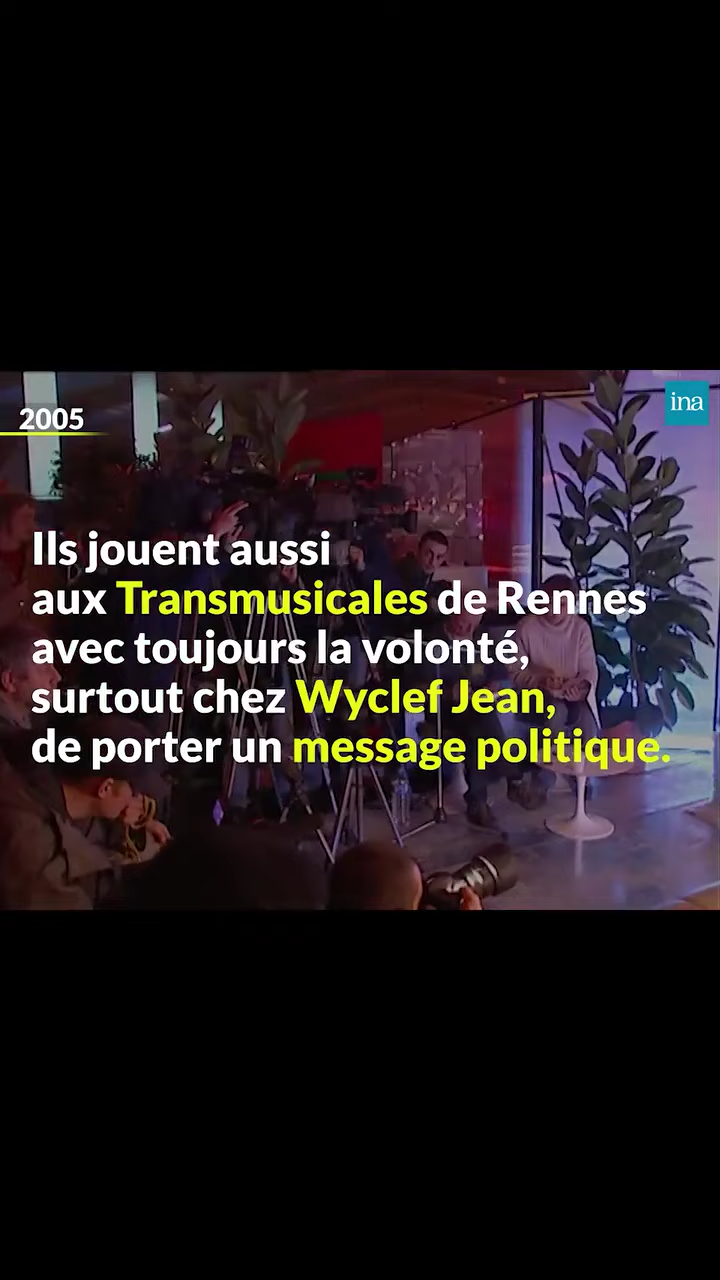 2005
ina
Ils jouent aussi
aux Transmusicales de Rennes
avec toujours la volonté,
surtout chez Wyclef Jean,
de porter un message politique.